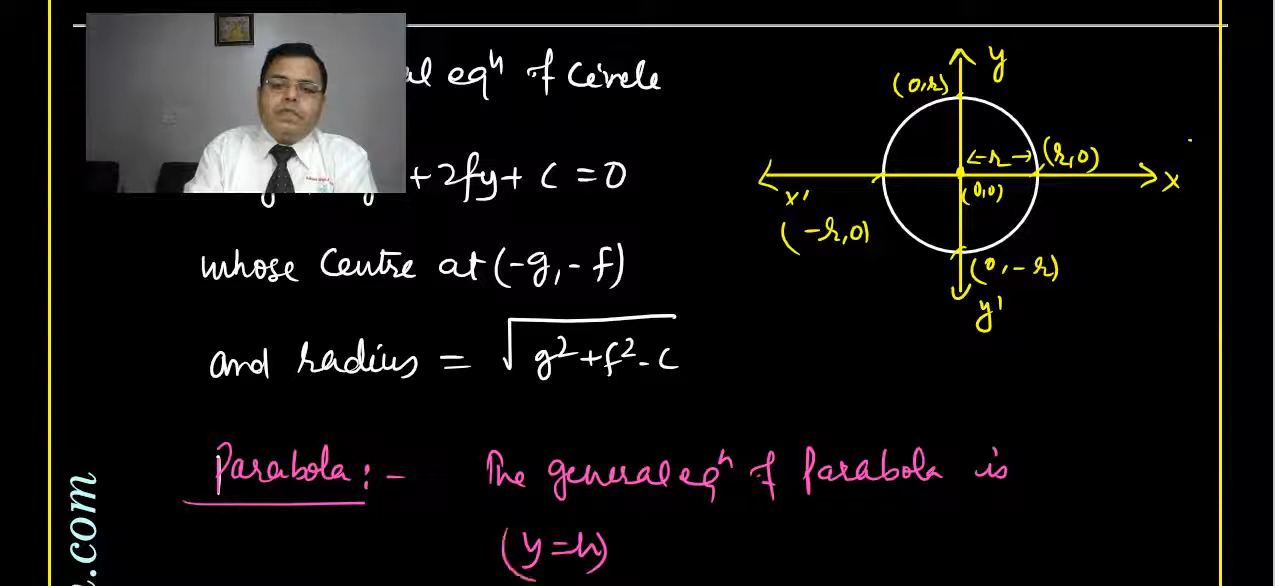 al eqⁿ of Circle
+ 2fy + c = 0
whose Centre at (-g, -f)
and radius = √g²+f²-c
y
(0,r)
←r→
(r,0)
(0,0)
x
x'
(-r,0)
(0,-r)
y'
Parabola :- The general eqⁿ of Parabola is
(y=h)
.com